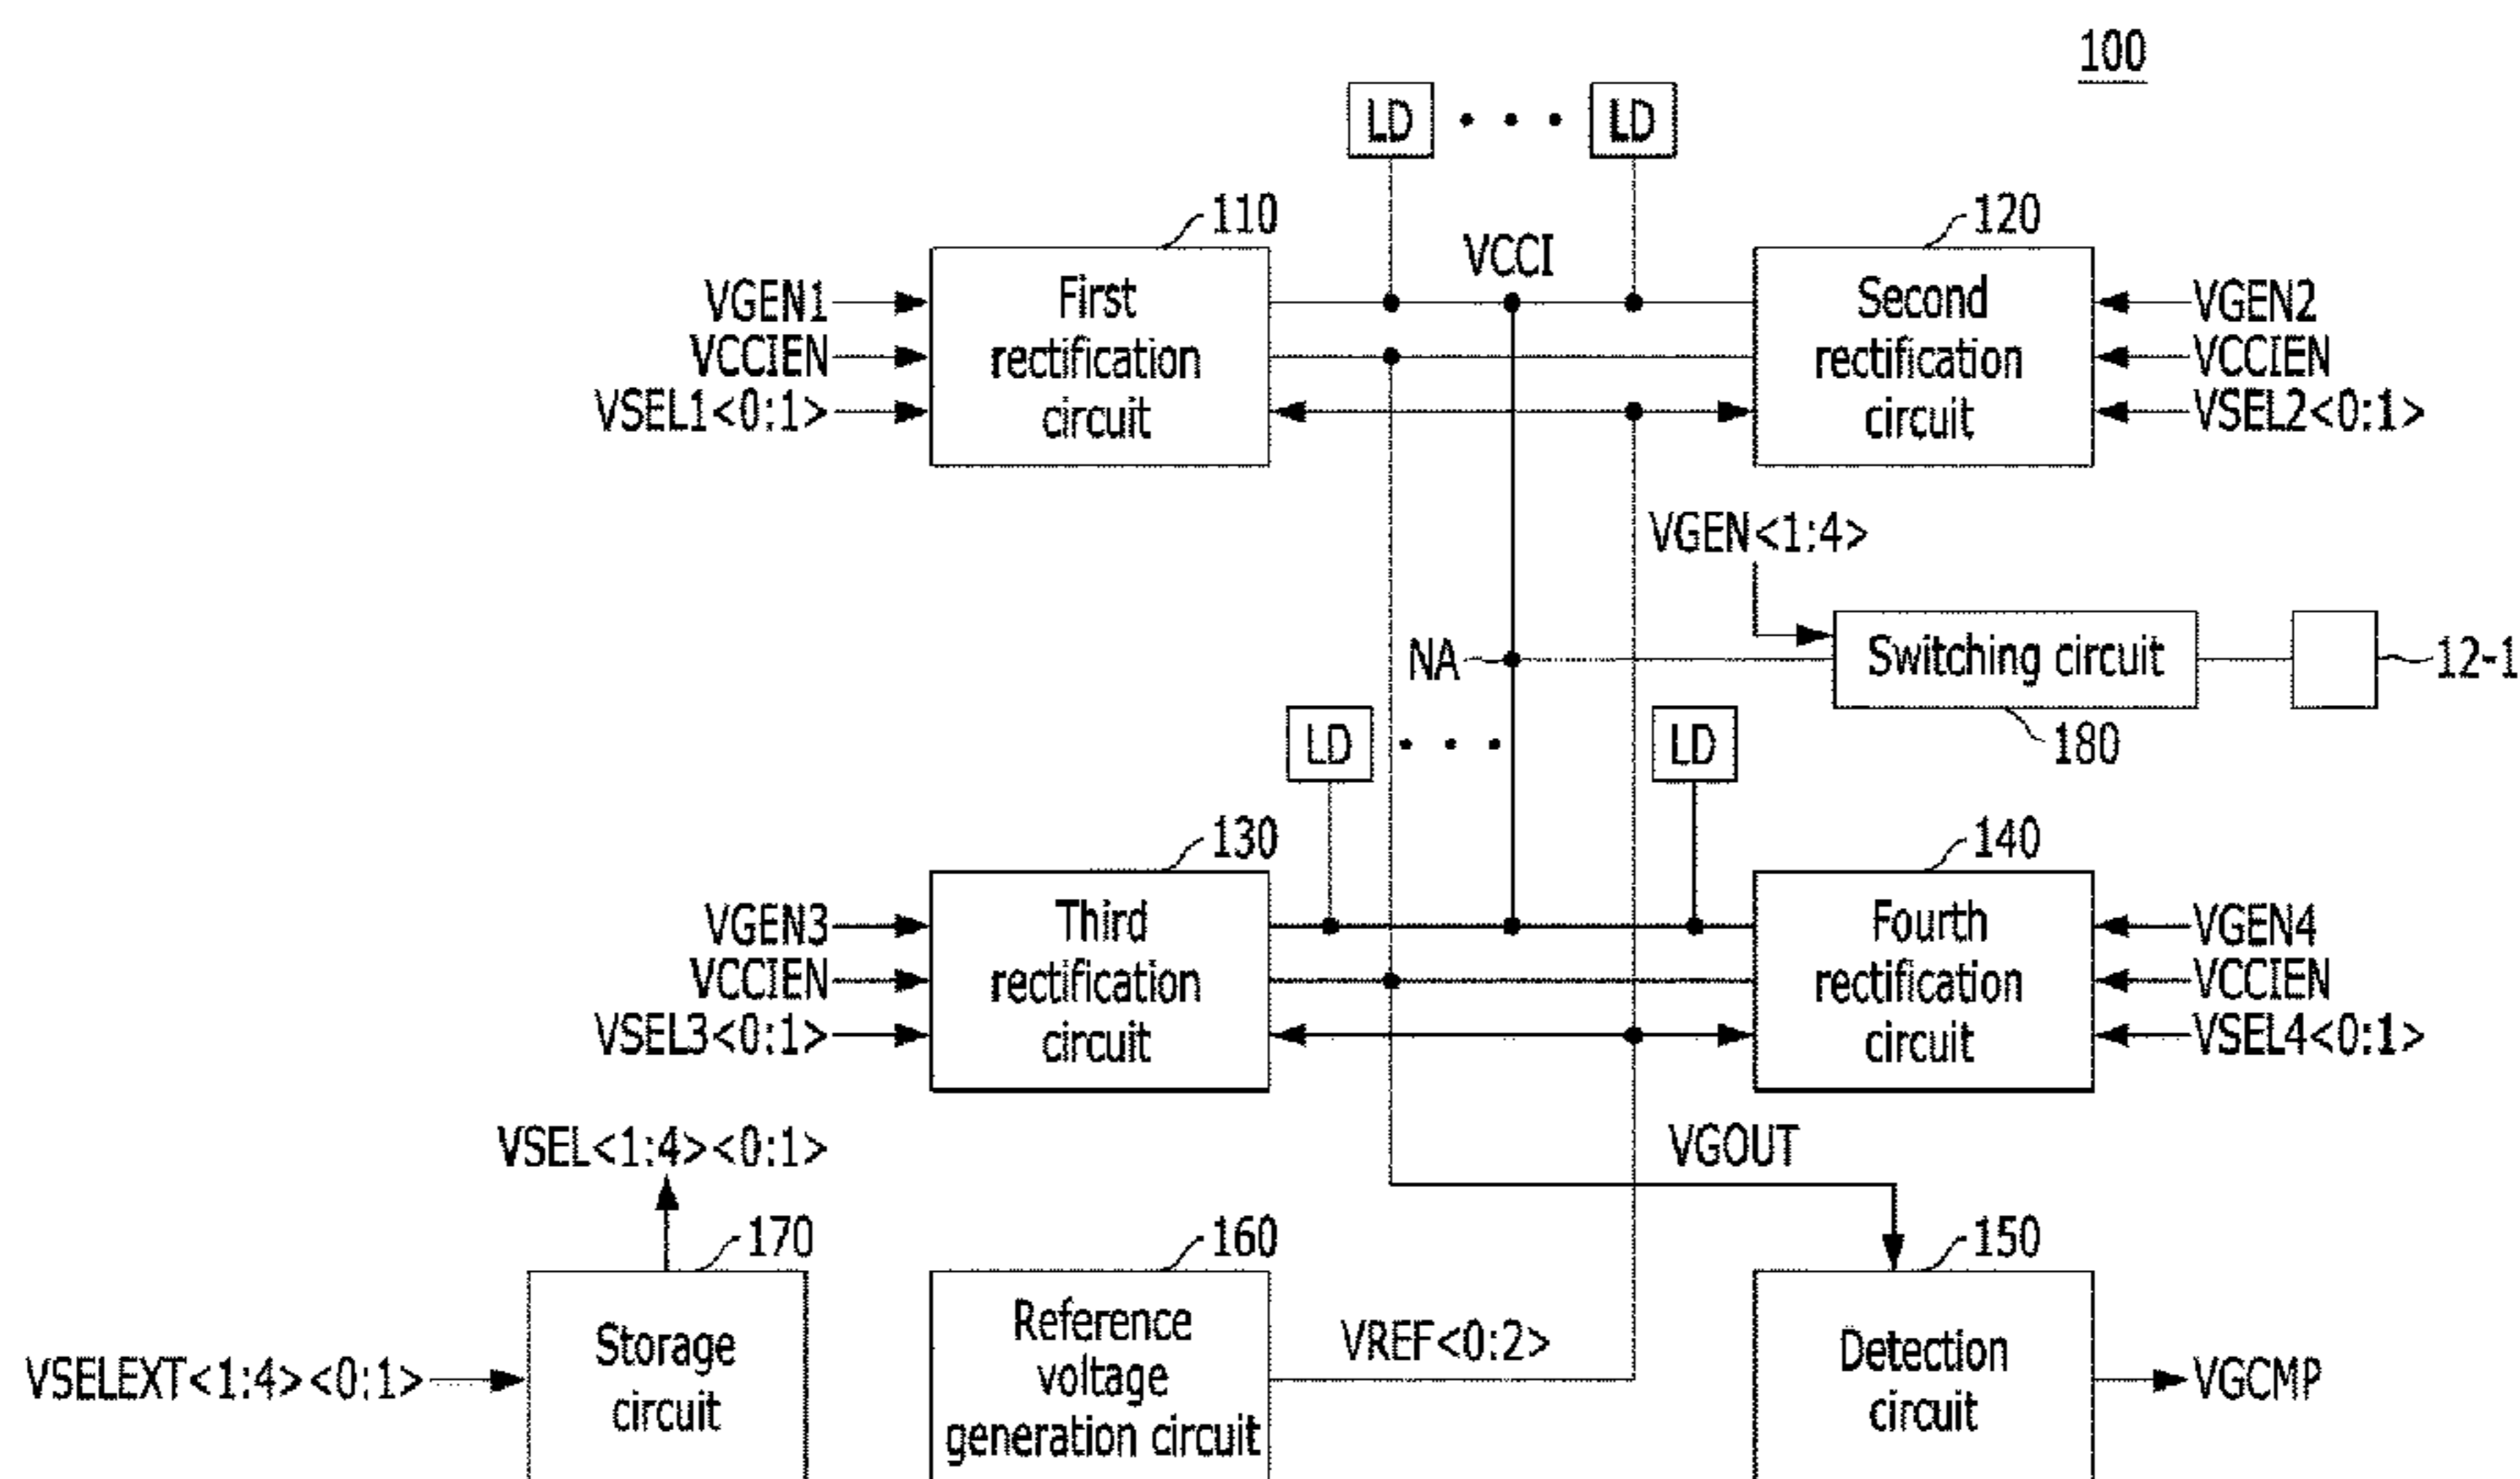 100
LD
LD
110
120
VCCI
VGEN1
VCCIEN
VSEL1<0:1>
First
rectification
circuit
Second
rectification
circuit
VGEN2
VCCIEN
VSEL2<0:1>
VGEN<1:4>
NA
Switching circuit
12-1
180
LD
LD
130
140
VGEN3
VCCIEN
VSEL3<0:1>
Third
rectification
circuit
Fourth
rectification
circuit
VGEN4
VCCIEN
VSEL4<0:1>
VSEL<1:4><0:1>
VGOUT
170
160
150
VSELEXT<1:4><0:1>
Storage
circuit
Reference
voltage
generation circuit
VREF<0:2>
Detection
circuit
VGCMP